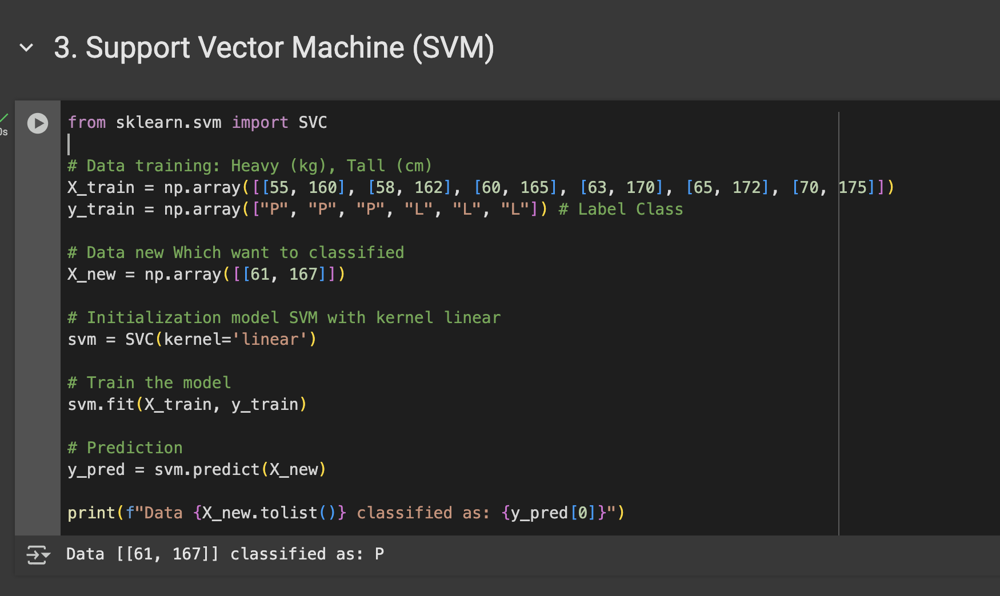 3. Support Vector Machine (SVM)
from sklearn.svm import SVC
# Data training: Heavy (kg), Tall (cm)
X_train = np.array([[55, 160], [58, 162], [60, 165], [63, 170], [65, 172], [70, 175]])
y_train = np.array(["P", "P", "P", "L", "L", "L"]) # Label Class
# Data new Which want to classified
X_new = np.array([[61, 167]])
# Initialization model SVM with kernel linear
svm = SVC(kernel='linear')
# Train the model
svm.fit(X_train, y_train)
# Prediction
y_pred = svm.predict(X_new)
print(f"Data {X_new.tolist()} classified as: {y_pred[0]}")
Data [[61, 167]] classified as: P